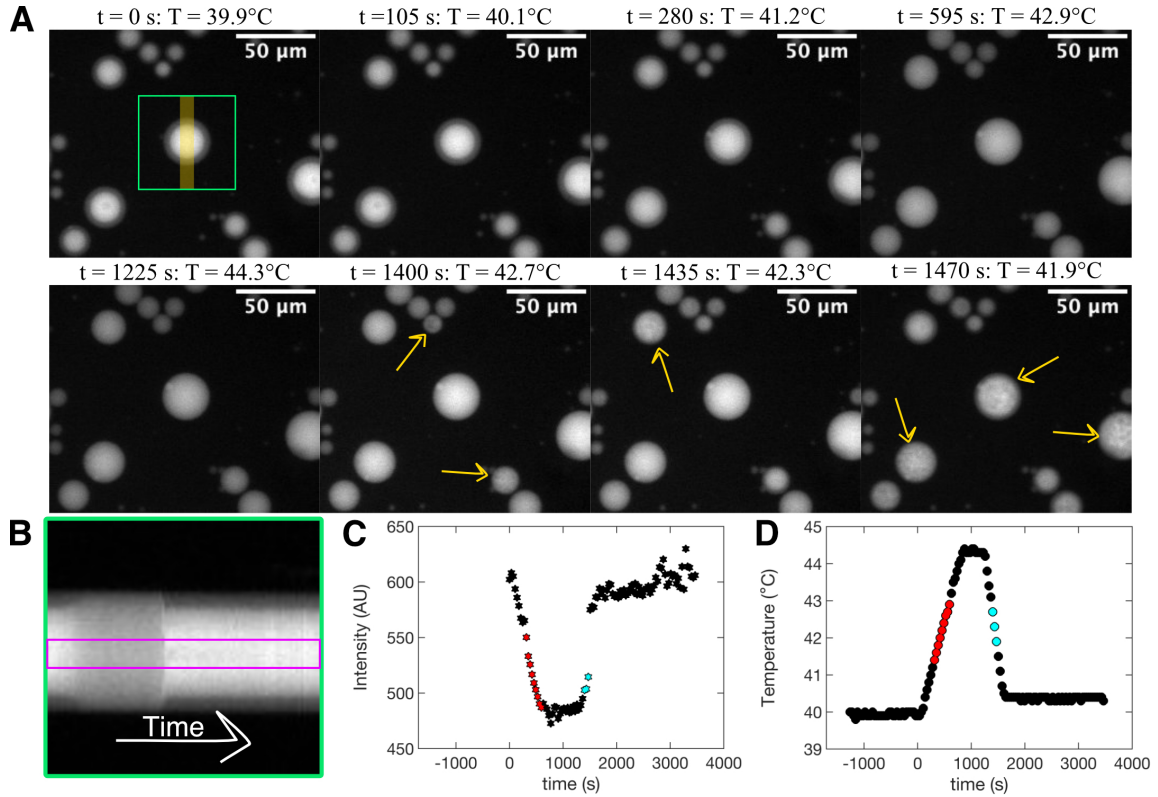 A
t = 0 s: T = 39.9°C
t =105 s: T = 40.1°C
t = 280 s: T = 41.2°C
t = 595 s: T = 42.9°C
50 µm
50 µm
50 µm
50 µm
t = 1225 s: T = 44.3°C
t = 1400 s: T = 42.7°C
t = 1435 s: T = 42.3°C
t = 1470 s: T = 41.9°C
50 µm
50 µm
50 µm
50 µm
B
Time
C
650
600
550
500
450
Intensity (AU)
-1000
0
1000
2000
3000
4000
time (s)
D
45
44
43
42
41
40
39
Temperature (°C)
-1000
0
1000
2000
3000
4000
time (s)